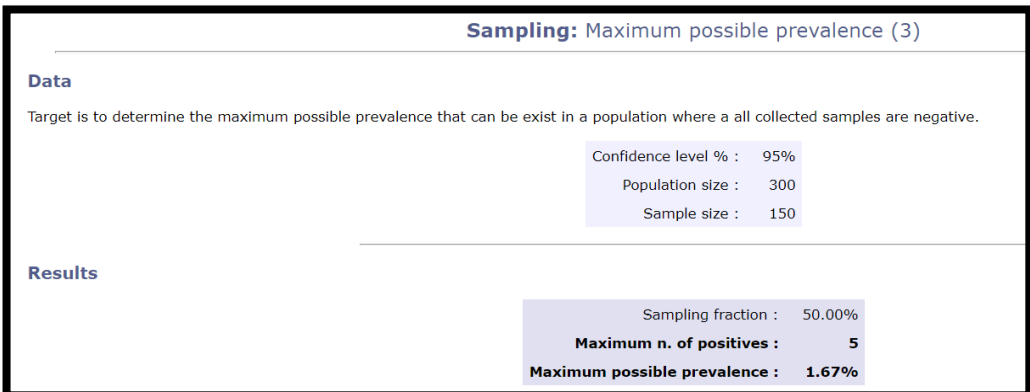 Sampling: Maximum possible prevalence (3)
Data
Target is to determine the maximum possible prevalence that can be exist in a population where a all collected samples are negative.
Confidence level % : 95%
Population size : 300
Sample size : 150
Results
Sampling fraction : 50.00%
Maximum n. of positives : 5
Maximum possible prevalence : 1.67%